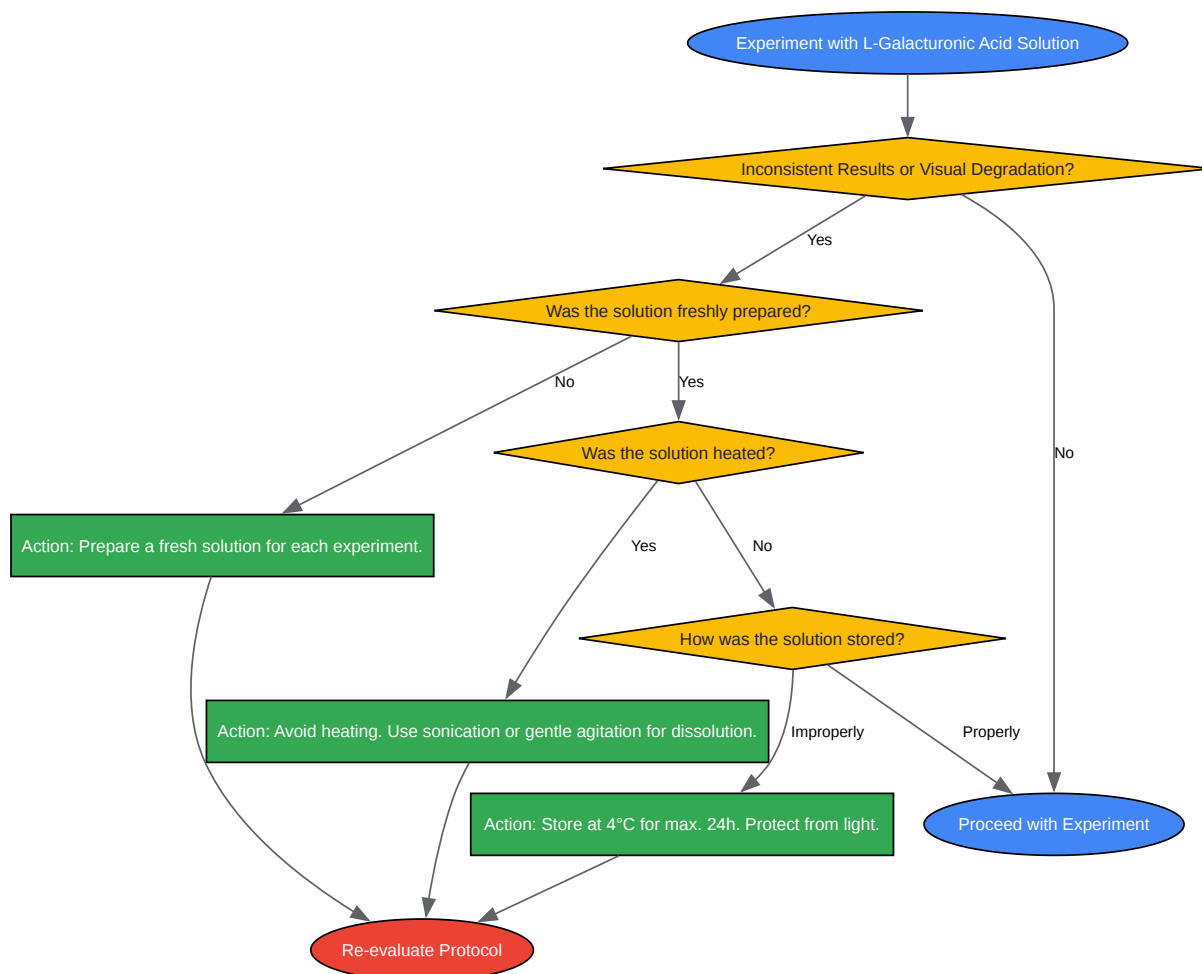 Experiment with L-Galacturonic Acid Solution
Inconsistent Results or Visual Degradation?
Yes
Was the solution freshly prepared?
No
Yes
Was the solution heated?
No
Action: Prepare a fresh solution for each experiment.
Yes
No
How was the solution stored?
Action: Avoid heating. Use sonication or gentle agitation for dissolution.
Improperly
Properly
Action: Store at 4°C for max. 24h. Protect from light.
Proceed with Experiment
Re-evaluate Protocol